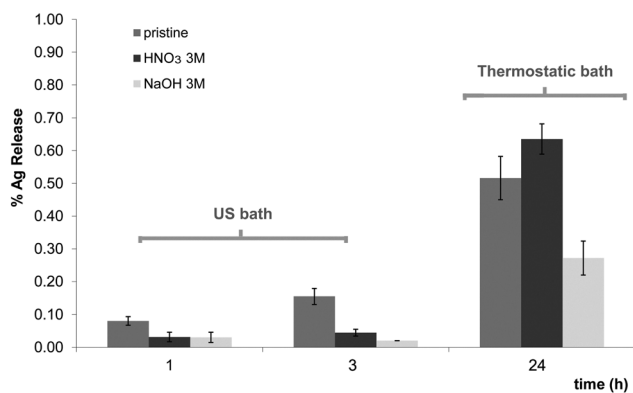 1.00
0.90
0.80
0.70
0.60
0.50
0.40
0.30
0.20
0.10
0.00
% Ag Release
pristine
HNO3 3M
NaOH 3M
US bath
Thermostatic bath
1 3 24
time (h)